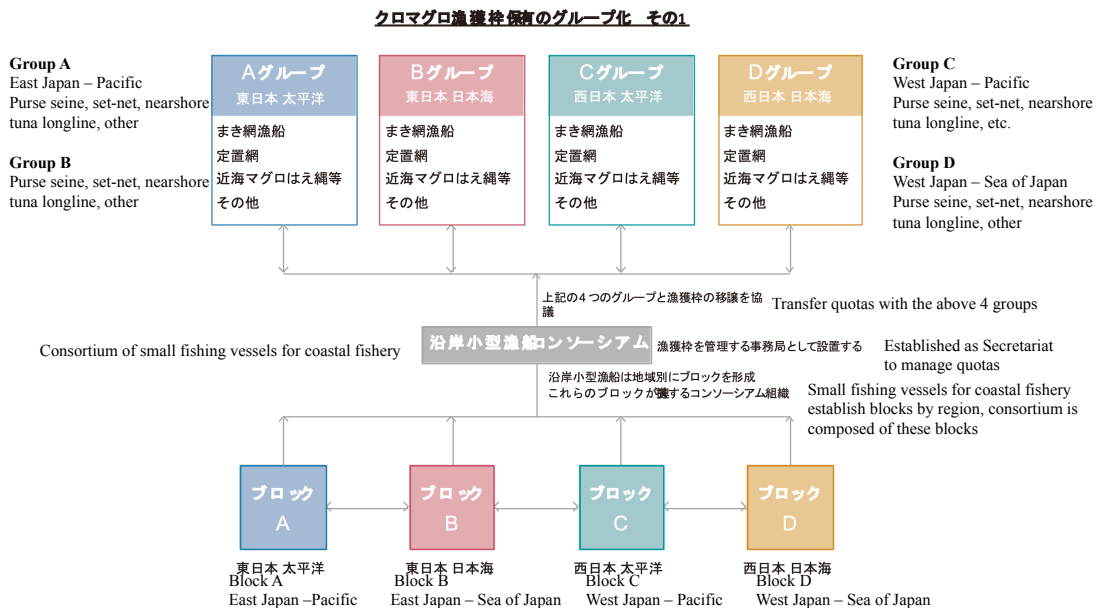 クロマグロ漁獲枠保有のグループ化 その1
Group A
East Japan – Pacific
Purse seine, set-net, nearshore
tuna longline, other
Group B
Purse seine, set-net, nearshore
tuna longline, other
Aグループ
東日本 太平洋
まき網漁船
定置網
近海マグロはえ縄等
その他
Bグループ
東日本 日本海
まき網漁船
定置網
近海マグロはえ縄等
その他
Cグループ
西日本 太平洋
まき網漁船
定置網
近海マグロはえ縄等
その他
Dグループ
西日本 日本海
まき網漁船
定置網
近海マグロはえ縄等
その他
Group C
West Japan – Pacific
Purse seine, set-net, nearshore
tuna longline, etc.
Group D
West Japan – Sea of Japan
Purse seine, set-net, nearshore
tuna longline, other
上記の4つのグループと漁獲枠の移譲を協
議
Transfer quotas with the above 4 groups
Consortium of small fishing vessels for coastal fishery
沿岸小型漁船コンソーシアム
漁獲枠を管理する事務局として設置する
Established as Secretariat
to manage quotas
沿岸小型漁船は地域別にブロックを形成
これらのブロックが するコンソーシアム組織
Small fishing vessels for coastal fishery
establish blocks by region, consortium is
composed of these blocks
ブロック
A
ブロック
B
ブロック
C
ブロック
D
東日本 太平洋
Block A
East Japan –Pacific
東日本 日本海
Block B
East Japan – Sea of Japan
西日本 太平洋
Block C
West Japan – Pacific
西日本 日本海
Block D
West Japan – Sea of Japan